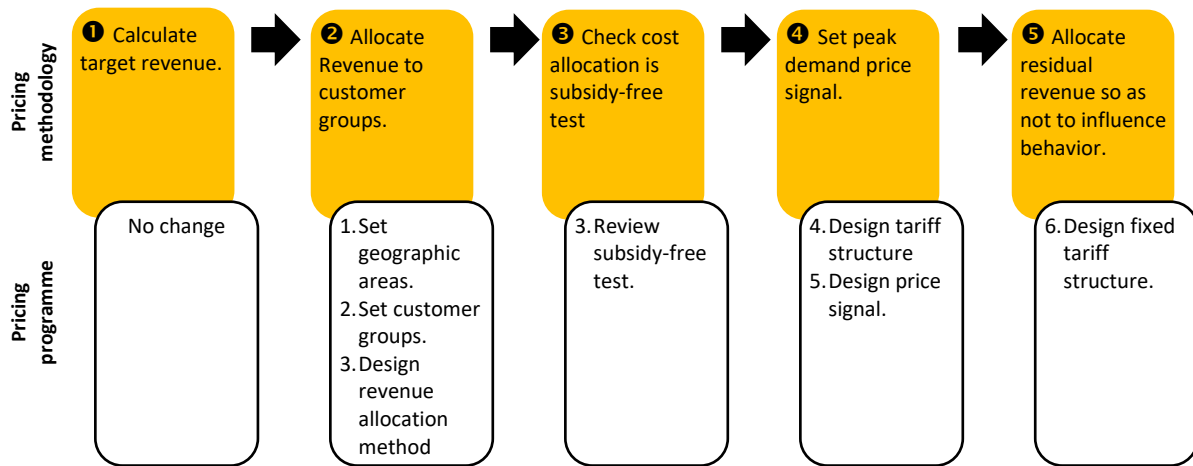 Pricing
methodology
❶ Calculate
target revenue.
❷ Allocate
Revenue to
customer
groups.
❸ Check cost
allocation is
subsidy-free
test
❹ Set peak
demand price
signal.
❺ Allocate
residual
revenue so as
not to influence
behavior.
Pricing
programme
No change
1. Set
geographic
areas.
2. Set customer
groups.
3. Design
revenue
allocation
method
3. Review
subsidy-free
test.
4. Design tariff
structure
5. Design price
signal.
6. Design fixed
tariff
structure.